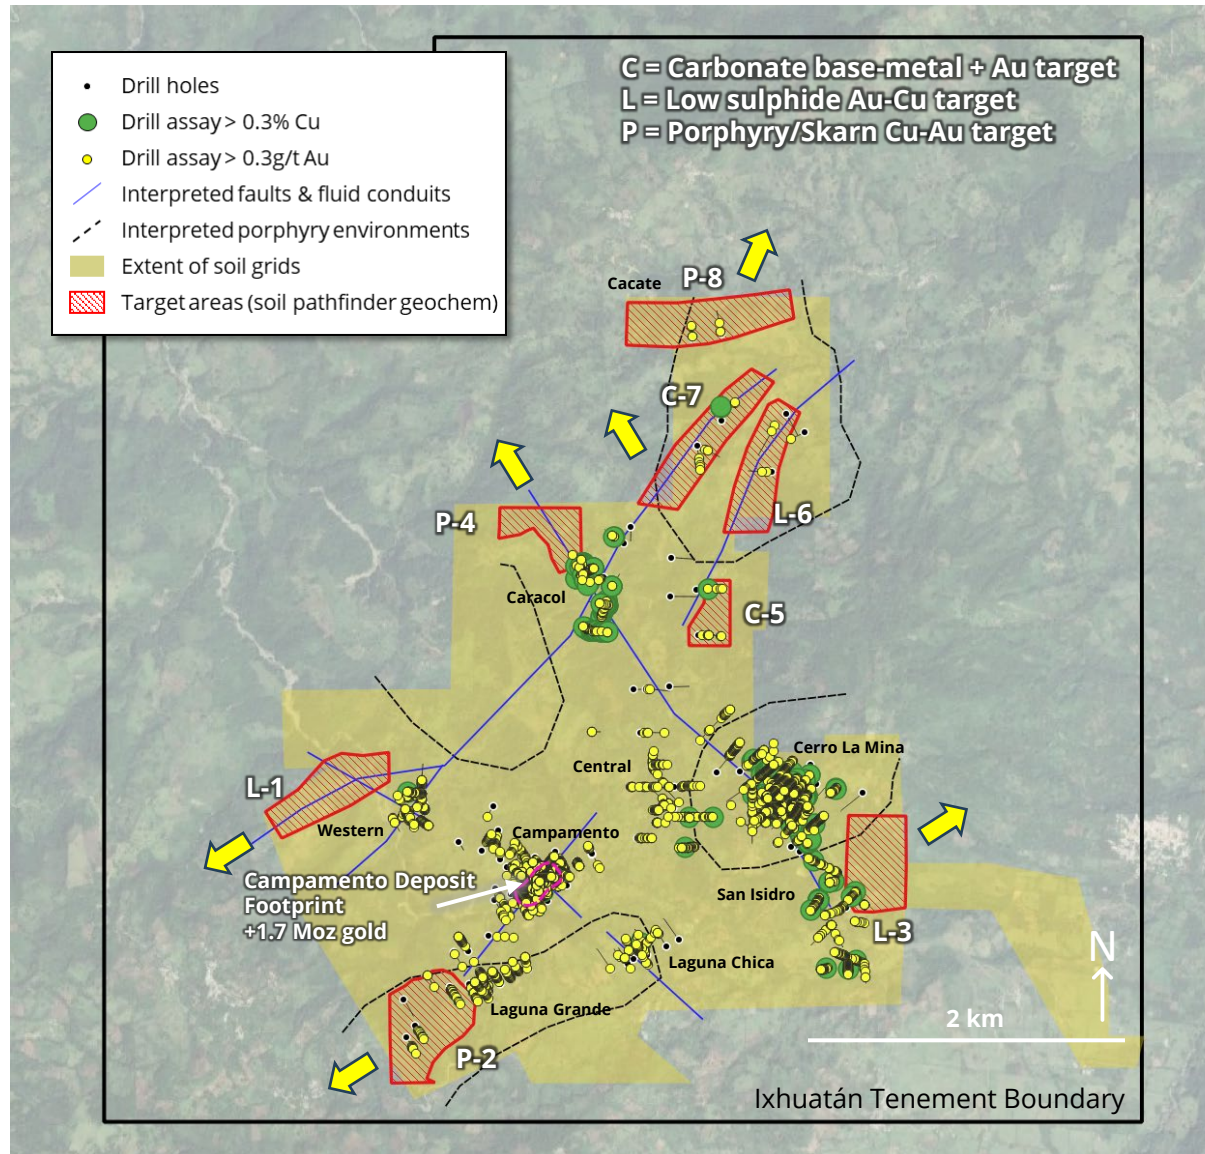 Drill holes
Drill assay > 0.3% Cu
Drill assay > 0.3g/t Au
Interpreted faults & fluid conduits
Interpreted porphyry environments
Extent of soil grids
Target areas (soil pathfinder geochem)
C = Carbonate base-metal + Au target
L = Low sulphide Au-Cu target
P = Porphyry/Skarn Cu-Au target
Cacate
P-8
C-7
L-6
P-4
Caracol
C-5
Central
Cerro La Mina
L-1
Western
Campamento
Campamento Deposit
Footprint
+1.7 Moz gold
San Isidro
L-3
Laguna Chica
Laguna Grande
P-2
N
2 km
Ixhuatán Tenement Boundary